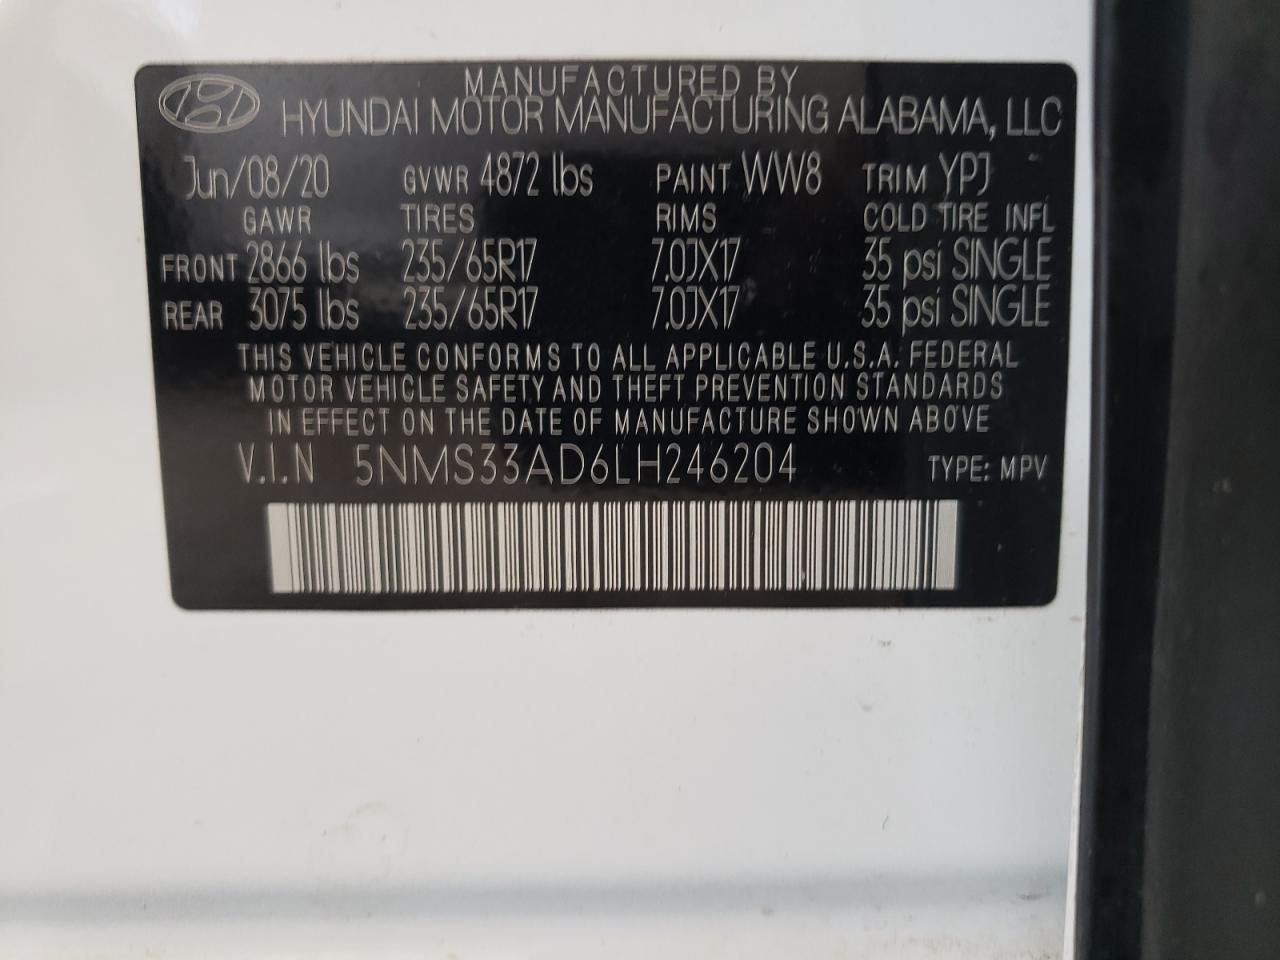 MANUFACTURED BY
HYUNDAI MOTOR MANUFACTURING ALABAMA, LLC
Jun/08/20 GVWR 4872 lbs PAINT WW8 TRIM YPJ
GAWR TIRES RIMS COLD TIRE INFL
FRONT 2866 lbs 235/65R17 7.0JX17 35 psi SINGLE
REAR 3075 lbs 235/65R17 7.0JX17 35 psi SINGLE
THIS VEHICLE CONFORMS TO ALL APPLICABLE U.S.A. FEDERAL
MOTOR VEHICLE SAFETY AND THEFT PREVENTION STANDARDS
IN EFFECT ON THE DATE OF MANUFACTURE SHOWN ABOVE
V.I.N 5NMS33AD6LH246204 TYPE: MPV